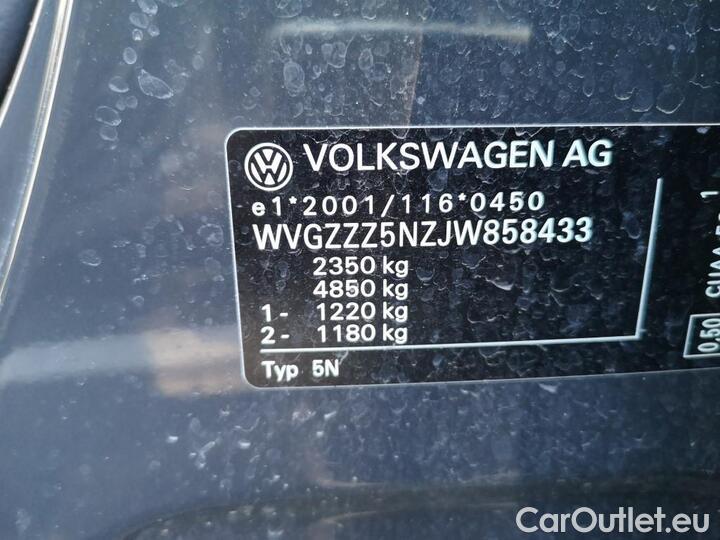 VOLKSWAGEN AG
e1*2001/116*0450
WVGZZZ5NZJW858433
2350 kg
4850 kg
1- 1220 kg
2- 1180 kg
Typ 5N
0,50
CarOutlet.eu